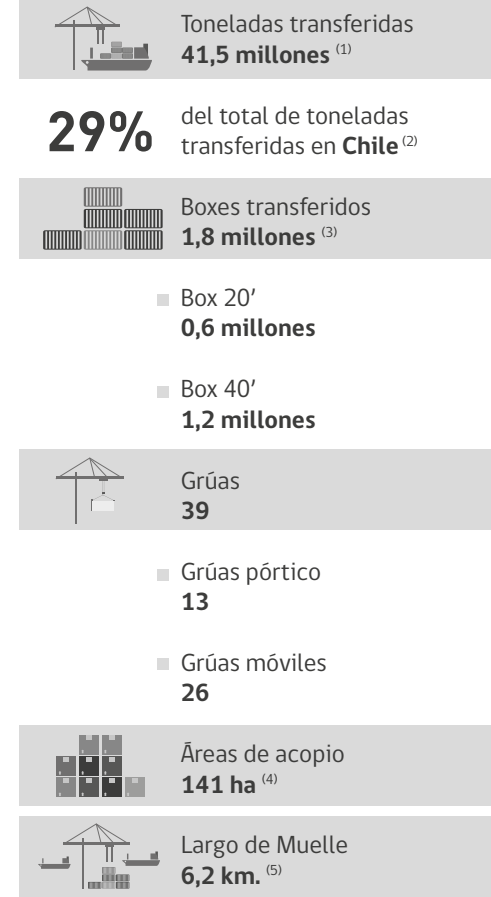 Toneladas transferidas
41,5 millones (1)
29%
del total de toneladas
transferidas en Chile (2)
Boxes transferidos
1,8 millones (3)
Box 20’
0,6 millones
Box 40’
1,2 millones
Grúas
39
Grúas pórtico
13
Grúas móviles
26
Áreas de acopio
141 ha (4)
Largo de Muelle
6,2 km. (5)